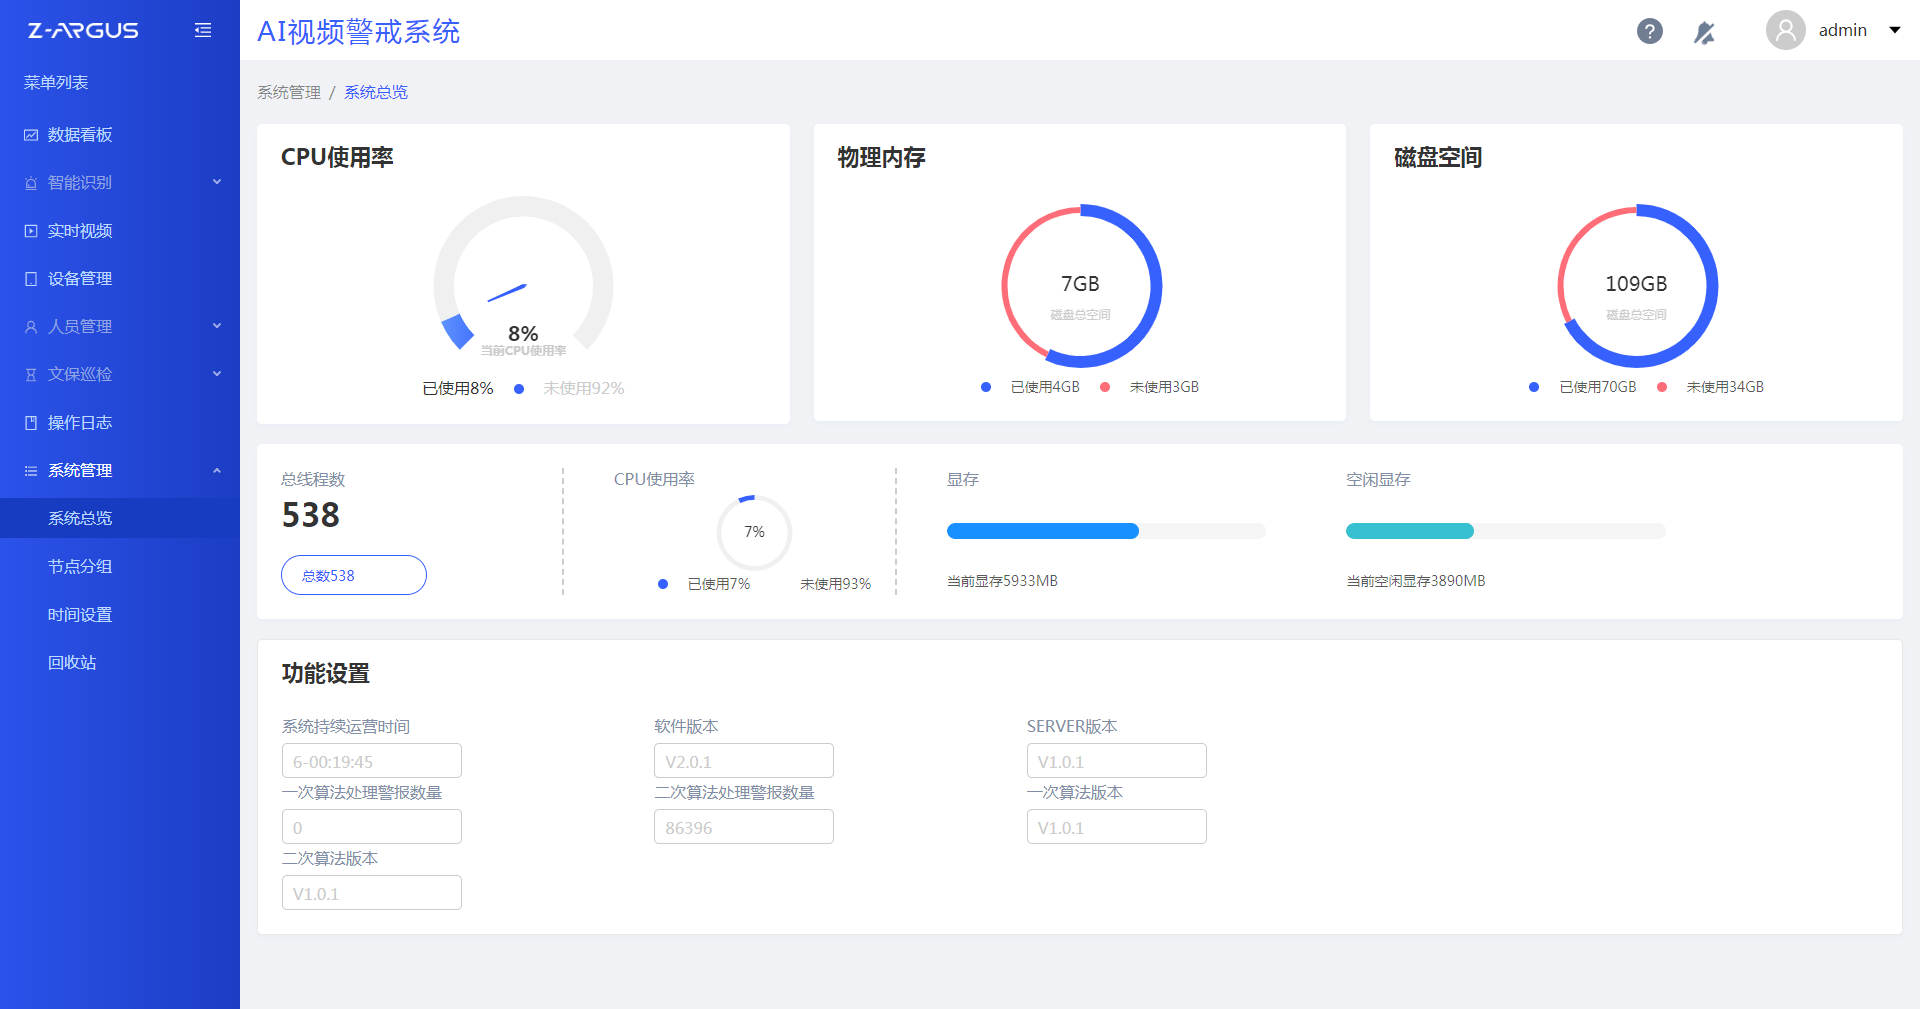 Z-ARGUS
菜单列表
数据看板
智能识别
实时视频
设备管理
人员管理
文保巡检
操作日志
系统管理
系统总览
节点分组
时间设置
回收站
AI视频警戒系统
?
admin
系统管理 / 系统总览
CPU使用率
8%
当前CPU使用率
已使用8% 未使用92%
物理内存
7GB
磁盘总空间
已使用4GB 未使用3GB
磁盘空间
109GB
磁盘总空间
已使用70GB 未使用34GB
总线程数
538
总数538
CPU使用率
7%
已使用7% 未使用93%
显存
当前显存5933MB
空闲显存
当前空闲显存3890MB
功能设置
系统持续运营时间 软件版本 SERVER版本
6-00:19:45 V2.0.1 V1.0.1
一次算法处理警报数量 二次算法处理警报数量 一次算法版本
0 86396 V1.0.1
二次算法版本
V1.0.1